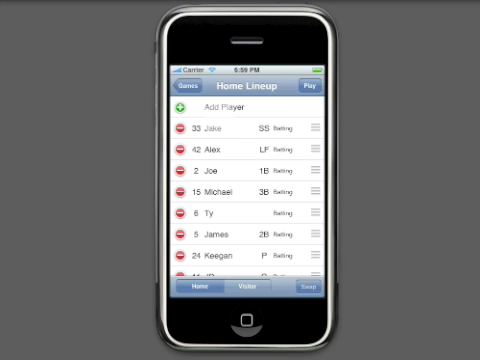 Carrier 6:59 PM
Games Home Lineup Play
Add Player
33 Jake SS Batting
42 Alex LF Batting
2 Joe 1B Batting
15 Michael 3B Batting
6 Ty Batting
5 James 2B Batting
24 Keegan P Batting
Home Visitor Swap